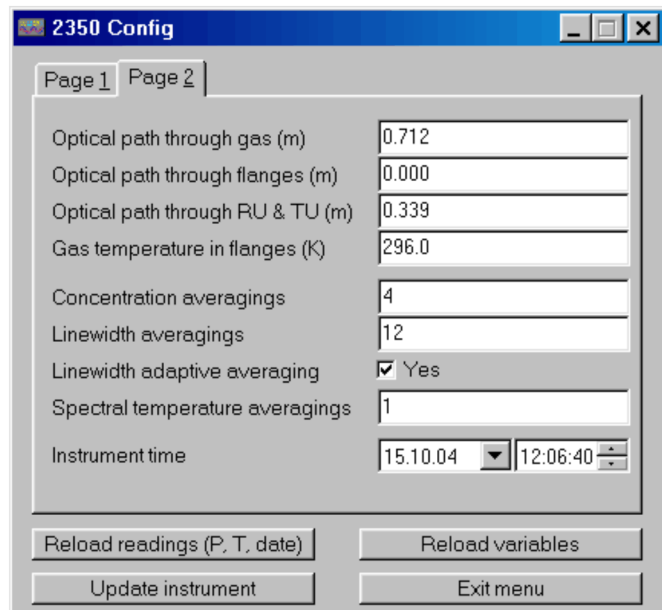 2350 Config
Page 1 Page 2
Optical path through gas (m) 0.712
Optical path through flanges (m) 0.000
Optical path through RU & TU (m) 0.339
Gas temperature in flanges (K) 296.0
Concentration averagings 4
Linewidth averagings 12
Linewidth adaptive averaging Yes
Spectral temperature averagings 1
Instrument time 15.10.04 12:06:40
Reload readings (P, T, date) Reload variables
Update instrument Exit menu